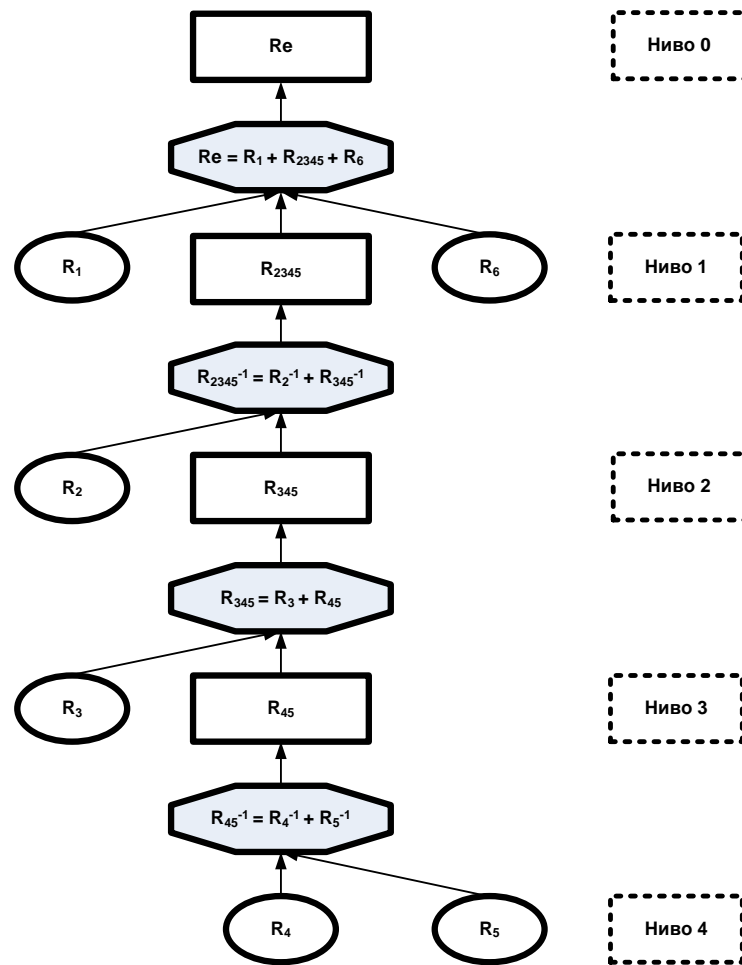 Re
Ниво 0
Re = R₁ + R₂₃₄₅ + R₆
R₁
R₂₃₄₅
R₆
Ниво 1
R₂₃₄₅⁻¹ = R₂⁻¹ + R₃₄₅⁻¹
R₂
R₃₄₅
Ниво 2
R₃₄₅ = R₃ + R₄₅
R₃
R₄₅
Ниво 3
R₄₅⁻¹ = R₄⁻¹ + R₅⁻¹
R₄
R₅
Ниво 4